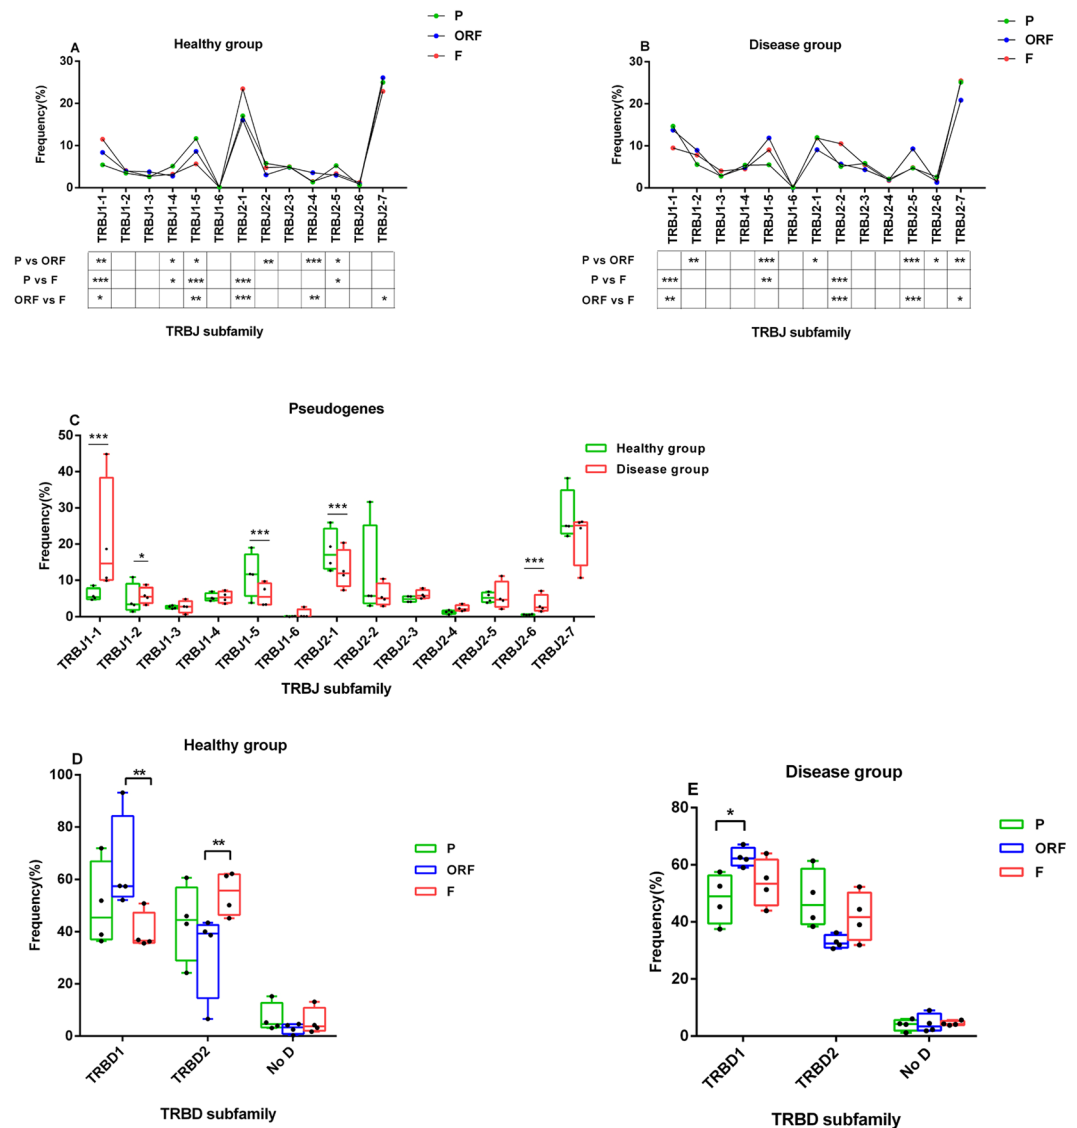 A
Healthy group
P
ORF
F
Frequency(%)
30
20
10
0
TRBJ1-1
TRBJ1-2
TRBJ1-3
TRBJ1-4
TRBJ1-5
TRBJ1-6
TRBJ2-1
TRBJ2-2
TRBJ2-3
TRBJ2-4
TRBJ2-5
TRBJ2-6
TRBJ2-7
P vs ORF ** * * ** *** *
P vs F *** * *** *** *
ORF vs F * ** *** ** *
TRBJ subfamily
B
Disease group
P
ORF
F
Frequency(%)
30
20
10
0
TRBJ1-1
TRBJ1-2
TRBJ1-3
TRBJ1-4
TRBJ1-5
TRBJ1-6
TRBJ2-1
TRBJ2-2
TRBJ2-3
TRBJ2-4
TRBJ2-5
TRBJ2-6
TRBJ2-7
P vs ORF ** *** * *** * **
P vs F *** ** ***
ORF vs F ** *** *** *
TRBJ subfamily
C
Pseudogenes
Healthy group
Disease group
Frequency(%)
50
40
30
20
10
0
***
*
***
***
***
TRBJ1-1
TRBJ1-2
TRBJ1-3
TRBJ1-4
TRBJ1-5
TRBJ1-6
TRBJ2-1
TRBJ2-2
TRBJ2-3
TRBJ2-4
TRBJ2-5
TRBJ2-6
TRBJ2-7
TRBJ subfamily
D
Healthy group
P
ORF
F
Frequency(%)
100
80
60
40
20
0
**
**
TRBD1
TRBD2
No D
TRBD subfamily
E
Disease group
P
ORF
F
Frequency(%)
80
60
40
20
0
*
TRBD1
TRBD2
No D
TRBD subfamily